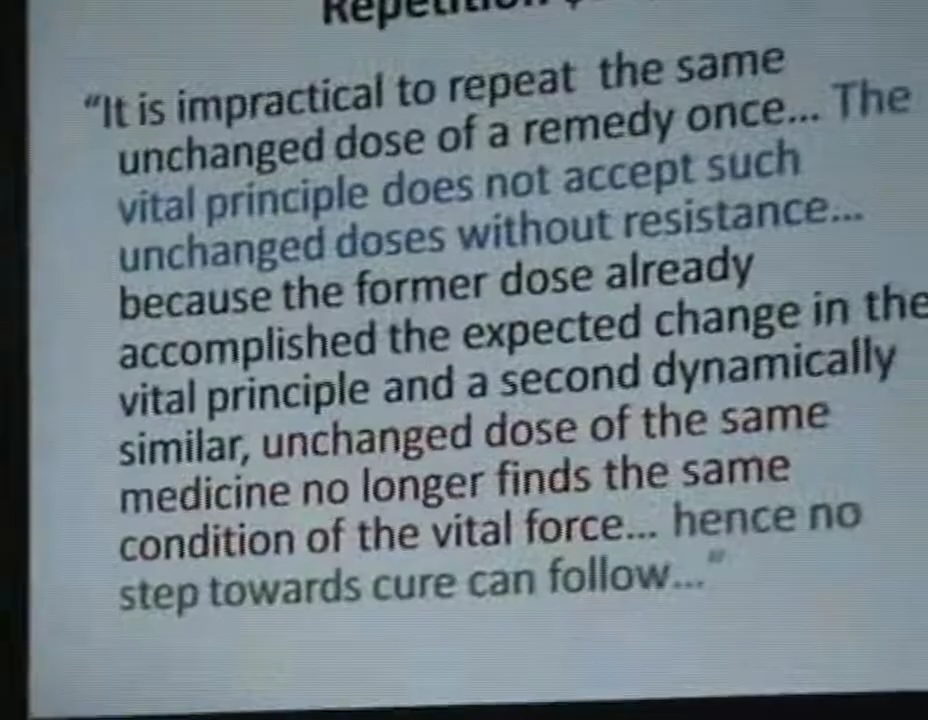 Repetition
“It is impractical to repeat the same
unchanged dose of a remedy once... The
vital principle does not accept such
unchanged doses without resistance...
because the former dose already
accomplished the expected change in the
vital principle and a second dynamically
similar, unchanged dose of the same
medicine no longer finds the same
condition of the vital force... hence no
step towards cure can follow...”